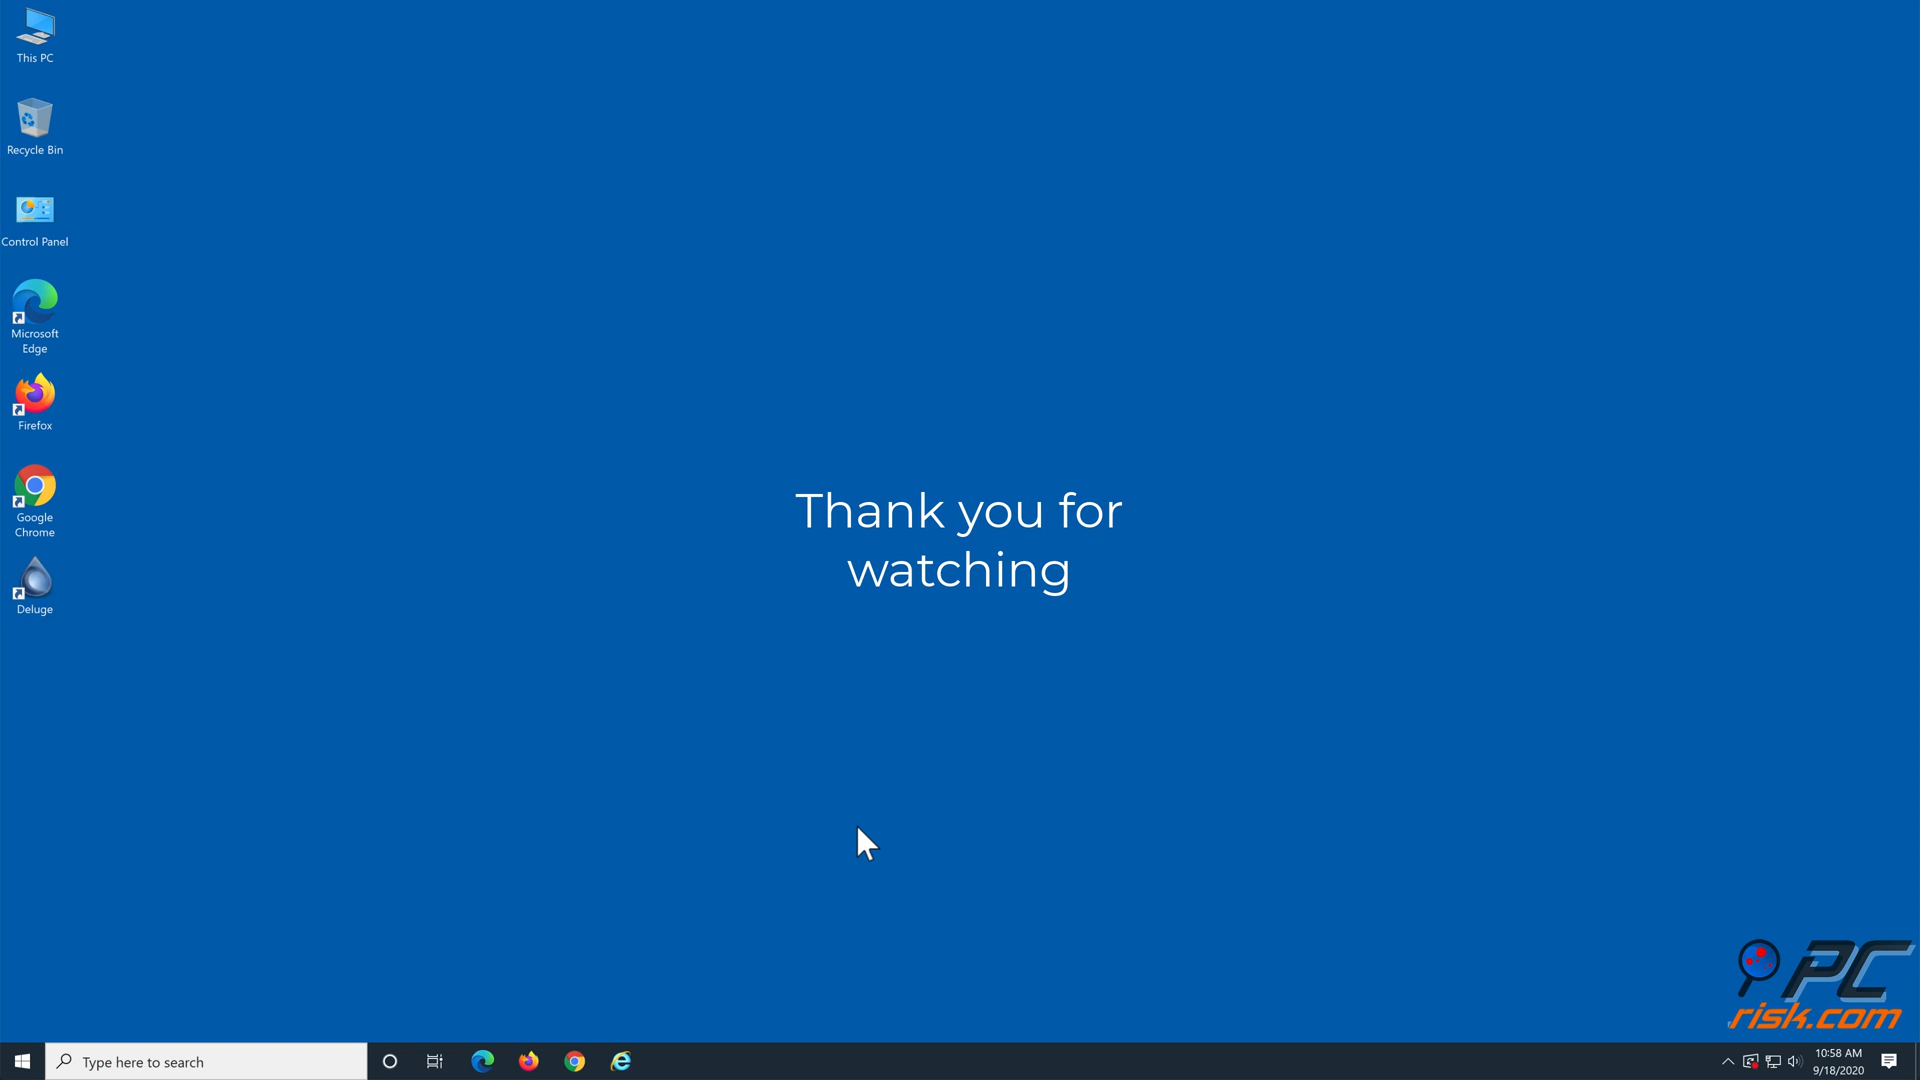 This PC
Recycle Bin
Control Panel
Microsoft
Edge
Firefox
Google
Chrome
Deluge
Thank you for
watching
PC
risk.com
Type here to search
10:58 AM
9/18/2020